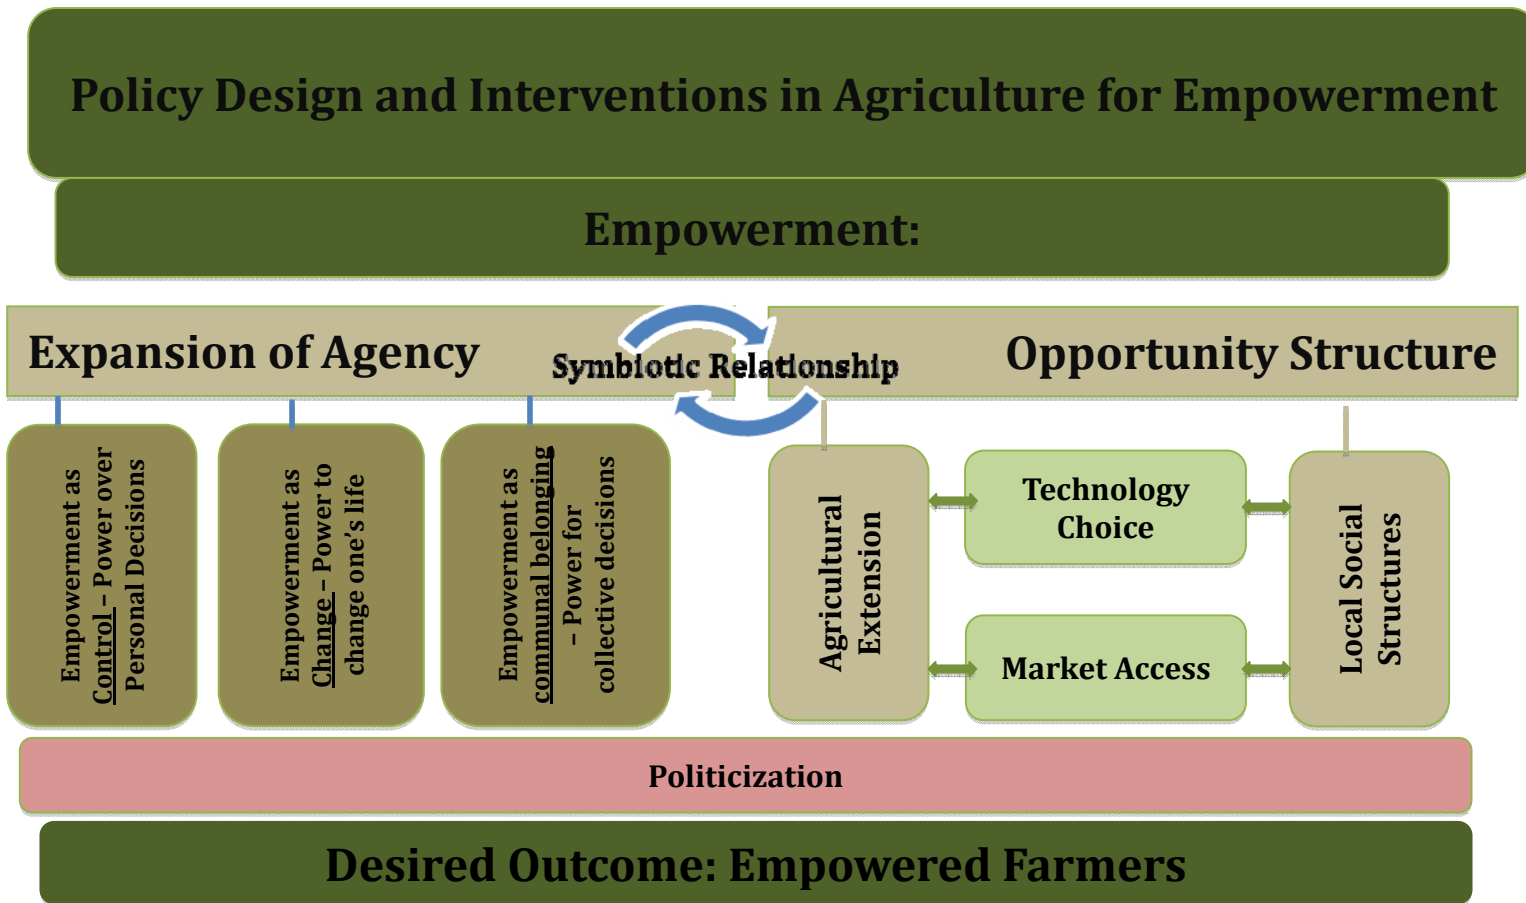 Policy Design and Interventions in Agriculture for Empowerment
Empowerment:
Expansion of Agency
Symbiotic Relationship
Opportunity Structure
Empowerment as
Control – Power over
Personal Decisions
Empowerment as
Change – Power to
change one's life
Empowerment as
communal belonging
– Power for
collective decisions
Agricultural
Extension
Technology
Choice
Market Access
Local Social
Structures
Politicization
Desired Outcome: Empowered Farmers